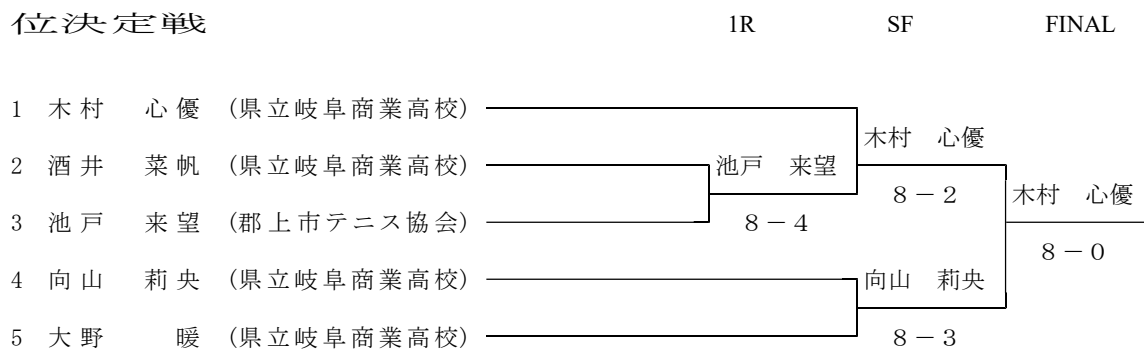 位決定戦 1R SF FINAL
1 木村 心優 (県立岐阜商業高校)
木村 心優
2 酒井 菜帆 (県立岐阜商業高校) 池戸 来望
8－2 木村 心優
3 池戸 来望 (郡上市テニス協会) 8－4
8－0
4 向山 莉央 (県立岐阜商業高校) 向山 莉央
5 大野 暖 (県立岐阜商業高校) 8－3